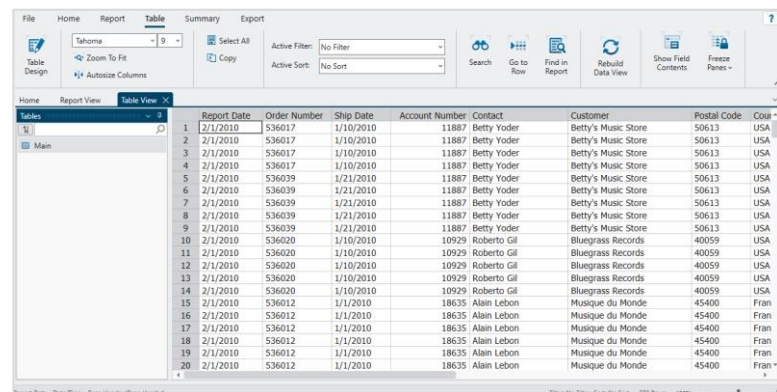 File Home Report Table Summary Export ?
Table Design
Tahoma 9
Zoom To Fit
Autosize Columns
Select All
Copy
Active Filter: No Filter
Active Sort: No Sort
Search
Go to Row
Find in Report
Rebuild Data View
Show Field Contents
Freeze Panes
Home Report View Table View
Tables
Main
Report Date Order Number Ship Date Account Number Contact Customer Postal Code Cour
1 2/1/2010 536017 1/10/2010 11887 Betty Yoder Betty's Music Store 50613 USA
2 2/1/2010 536017 1/10/2010 11887 Betty Yoder Betty's Music Store 50613 USA
3 2/1/2010 536017 1/10/2010 11887 Betty Yoder Betty's Music Store 50613 USA
4 2/1/2010 536017 1/10/2010 11887 Betty Yoder Betty's Music Store 50613 USA
5 2/1/2010 536039 1/21/2010 11887 Betty Yoder Betty's Music Store 50613 USA
6 2/1/2010 536039 1/21/2010 11887 Betty Yoder Betty's Music Store 50613 USA
7 2/1/2010 536039 1/21/2010 11887 Betty Yoder Betty's Music Store 50613 USA
8 2/1/2010 536039 1/21/2010 11887 Betty Yoder Betty's Music Store 50613 USA
9 2/1/2010 536039 1/21/2010 11887 Betty Yoder Betty's Music Store 50613 USA
10 2/1/2010 536020 1/10/2010 10929 Roberto Gil Bluegrass Records 40059 USA
11 2/1/2010 536020 1/10/2010 10929 Roberto Gil Bluegrass Records 40059 USA
12 2/1/2010 536020 1/10/2010 10929 Roberto Gil Bluegrass Records 40059 USA
13 2/1/2010 536020 1/10/2010 10929 Roberto Gil Bluegrass Records 40059 USA
14 2/1/2010 536020 1/10/2010 10929 Roberto Gil Bluegrass Records 40059 USA
15 2/1/2010 536012 1/1/2010 18635 Alain Lebon Musique du Monde 45400 Fran
16 2/1/2010 536012 1/1/2010 18635 Alain Lebon Musique du Monde 45400 Fran
17 2/1/2010 536012 1/1/2010 18635 Alain Lebon Musique du Monde 45400 Fran
18 2/1/2010 536012 1/1/2010 18635 Alain Lebon Musique du Monde 45400 Fran
19 2/1/2010 536012 1/1/2010 18635 Alain Lebon Musique du Monde 45400 Fran
20 2/1/2010 536012 1/1/2010 18635 Alain Lebon Musique du Monde 45400 Fran